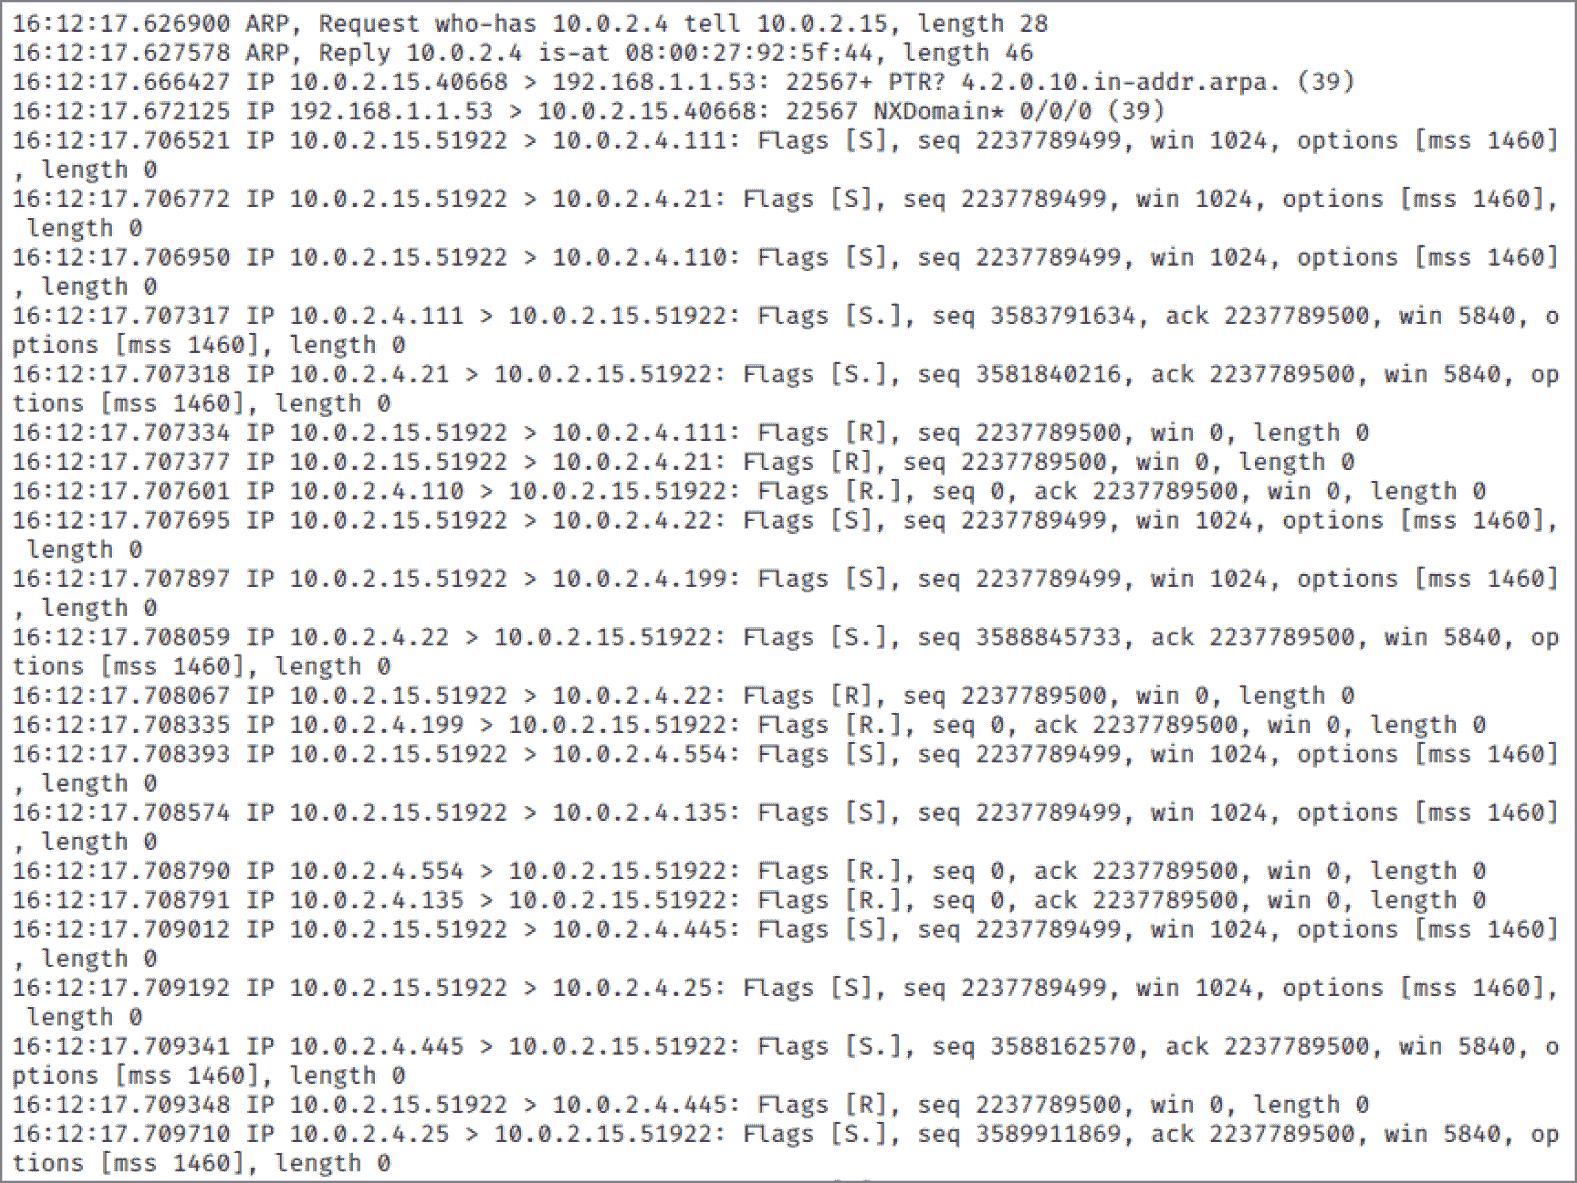 16:12:17.626900 ARP, Request who-has 10.0.2.4 tell 10.0.2.15, length 28
16:12:17.627578 ARP, Reply 10.0.2.4 is-at 08:00:27:92:5f:44, length 46
16:12:17.666427 IP 10.0.2.15.40668 > 192.168.1.1.53: 22567+ PTR? 4.2.0.10.in-addr.arpa. (39)
16:12:17.672125 IP 192.168.1.1.53 > 10.0.2.15.40668: 22567 NXDomain* 0/0/0 (39)
16:12:17.706521 IP 10.0.2.15.51922 > 10.0.2.4.111: Flags [S], seq 2237789499, win 1024, options [mss 1460]
, length 0
16:12:17.706772 IP 10.0.2.15.51922 > 10.0.2.4.21: Flags [S], seq 2237789499, win 1024, options [mss 1460],
 length 0
16:12:17.706950 IP 10.0.2.15.51922 > 10.0.2.4.110: Flags [S], seq 2237789499, win 1024, options [mss 1460]
, length 0
16:12:17.707317 IP 10.0.2.4.111 > 10.0.2.15.51922: Flags [S.], seq 3583791634, ack 2237789500, win 5840, o
ptions [mss 1460], length 0
16:12:17.707318 IP 10.0.2.4.21 > 10.0.2.15.51922: Flags [S.], seq 3581840216, ack 2237789500, win 5840, op
tions [mss 1460], length 0
16:12:17.707334 IP 10.0.2.15.51922 > 10.0.2.4.111: Flags [R], seq 2237789500, win 0, length 0
16:12:17.707377 IP 10.0.2.15.51922 > 10.0.2.4.21: Flags [R], seq 2237789500, win 0, length 0
16:12:17.707601 IP 10.0.2.4.110 > 10.0.2.15.51922: Flags [R.], seq 0, ack 2237789500, win 0, length 0
16:12:17.707695 IP 10.0.2.15.51922 > 10.0.2.4.22: Flags [S], seq 2237789499, win 1024, options [mss 1460],
 length 0
16:12:17.707897 IP 10.0.2.15.51922 > 10.0.2.4.199: Flags [S], seq 2237789499, win 1024, options [mss 1460]
, length 0
16:12:17.708059 IP 10.0.2.4.22 > 10.0.2.15.51922: Flags [S.], seq 3588845733, ack 2237789500, win 5840, op
tions [mss 1460], length 0
16:12:17.708067 IP 10.0.2.15.51922 > 10.0.2.4.22: Flags [R], seq 2237789500, win 0, length 0
16:12:17.708335 IP 10.0.2.4.199 > 10.0.2.15.51922: Flags [R.], seq 0, ack 2237789500, win 0, length 0
16:12:17.708393 IP 10.0.2.15.51922 > 10.0.2.4.554: Flags [S], seq 2237789499, win 1024, options [mss 1460]
, length 0
16:12:17.708574 IP 10.0.2.15.51922 > 10.0.2.4.135: Flags [S], seq 2237789499, win 1024, options [mss 1460]
, length 0
16:12:17.708790 IP 10.0.2.4.554 > 10.0.2.15.51922: Flags [R.], seq 0, ack 2237789500, win 0, length 0
16:12:17.708791 IP 10.0.2.4.135 > 10.0.2.15.51922: Flags [R.], seq 0, ack 2237789500, win 0, length 0
16:12:17.709012 IP 10.0.2.15.51922 > 10.0.2.4.445: Flags [S], seq 2237789499, win 1024, options [mss 1460]
, length 0
16:12:17.709192 IP 10.0.2.15.51922 > 10.0.2.4.25: Flags [S], seq 2237789499, win 1024, options [mss 1460],
 length 0
16:12:17.709341 IP 10.0.2.4.445 > 10.0.2.15.51922: Flags [S.], seq 3588162570, ack 2237789500, win 5840, o
ptions [mss 1460], length 0
16:12:17.709348 IP 10.0.2.15.51922 > 10.0.2.4.445: Flags [R], seq 2237789500, win 0, length 0
16:12:17.709710 IP 10.0.2.4.25 > 10.0.2.15.51922: Flags [S.], seq 3589911869, ack 2237789500, win 5840, op
tions [mss 1460], length 0